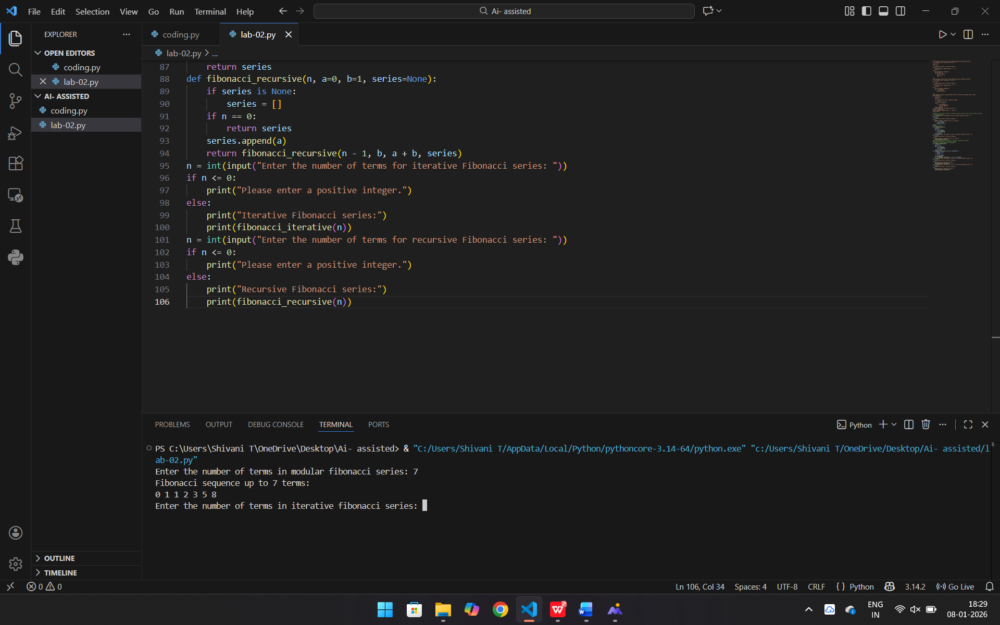 File Edit Selection View Go Run Terminal Help
Ai- assisted
EXPLORER
OPEN EDITORS
coding.py
lab-02.py
AI- ASSISTED
coding.py
lab-02.py
OUTLINE
TIMELINE
coding.py
lab-02.py
lab-02.py > ...
87 return series
88 def fibonacci_recursive(n, a=0, b=1, series=None):
89 if series is None:
90 series = []
91 if n == 0:
92 return series
93 series.append(a)
94 return fibonacci_recursive(n - 1, b, a + b, series)
95 n = int(input("Enter the number of terms for iterative Fibonacci series: "))
96 if n <= 0:
97 print("Please enter a positive integer.")
98 else:
99 print("Iterative Fibonacci series:")
100 print(fibonacci_iterative(n))
101 n = int(input("Enter the number of terms for recursive Fibonacci series: "))
102 if n <= 0:
103 print("Please enter a positive integer.")
104 else:
105 print("Recursive Fibonacci series:")
106 print(fibonacci_recursive(n))
PROBLEMS OUTPUT DEBUG CONSOLE TERMINAL PORTS
Python
PS C:\Users\Shivani T\OneDrive\Desktop\Ai- assisted> & "C:/Users/Shivani T/AppData/Local/Python/pythoncore-3.14-64/python.exe" "c:/Users/Shivani T/OneDrive/Desktop/Ai- assisted/l
ab-02.py"
Enter the number of terms in modular fibonacci series: 7
Fibonacci sequence up to 7 terms:
0 1 1 2 3 5 8
Enter the number of terms in iterative fibonacci series:
0 0
Ln 106, Col 34 Spaces: 4 UTF-8 CRLF {} Python 3.14.2 Go Live
ENG
IN
18:29
08-01-2026